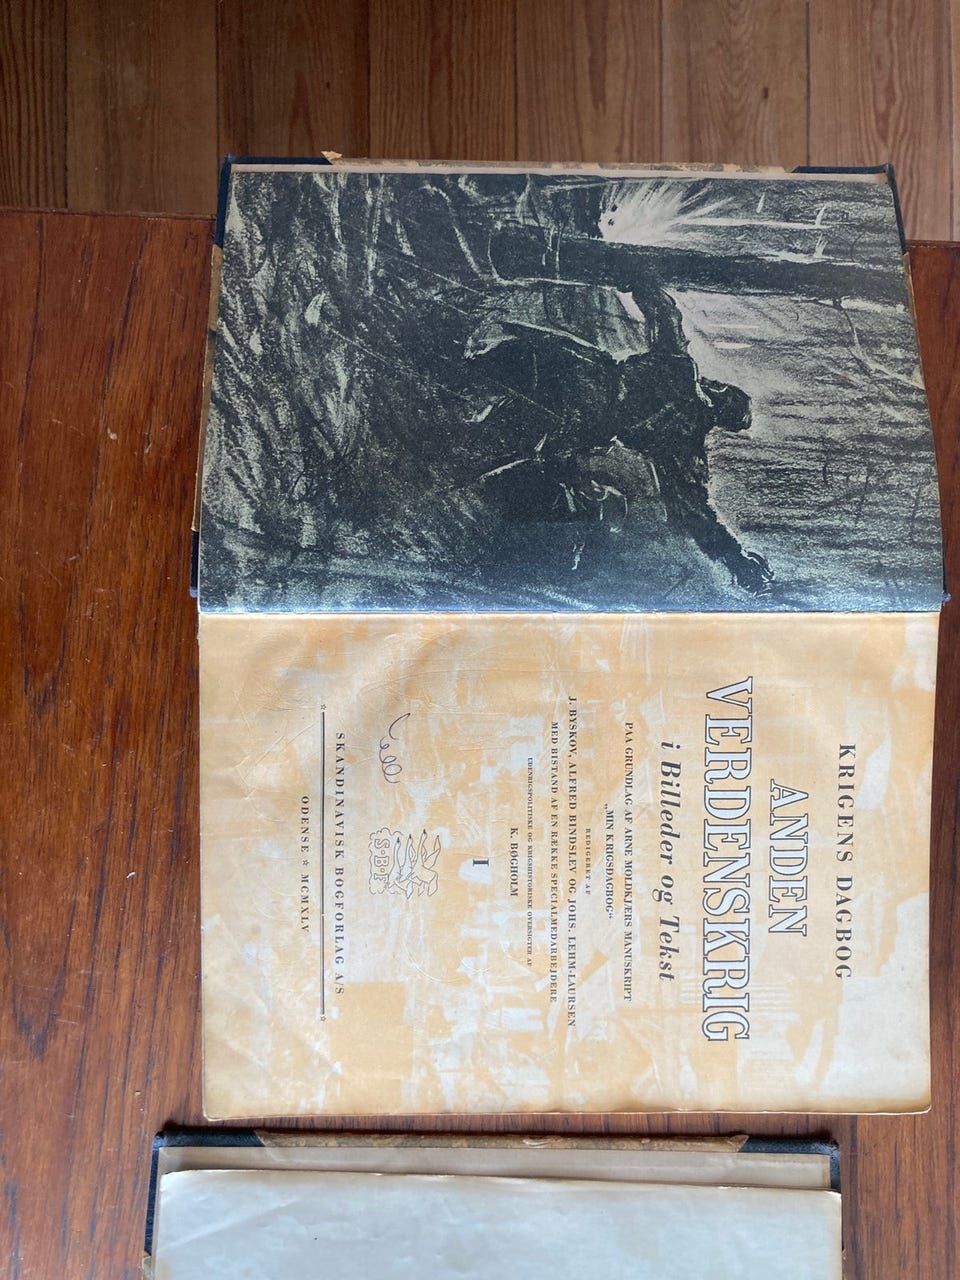 KRIGENS DAGBOG
ANDEN
VERDENSKRIG
i Billeder og Tekst
PAA GRUNDLAG AF ARNE MOLDKJÆRS MANUSKRIPT
„MIN KRIGSDAGBOG“
REDIGERET AF
J. BYSKOV, ALFRED BINDSLEV OG JOHS. LEHM-LAURSEN
MED BISTAND AF EN RÆKKE SPECIALMEDARBEJDERE
UDENRIGSPOLITISKE OG KRIGSHISTORISKE OVERSIGTER AF
K. BØGHOLM
I
S·B·F
SKANDINAVISK BOGFORLAG A/S
ODENSE ☆ MCMXLV